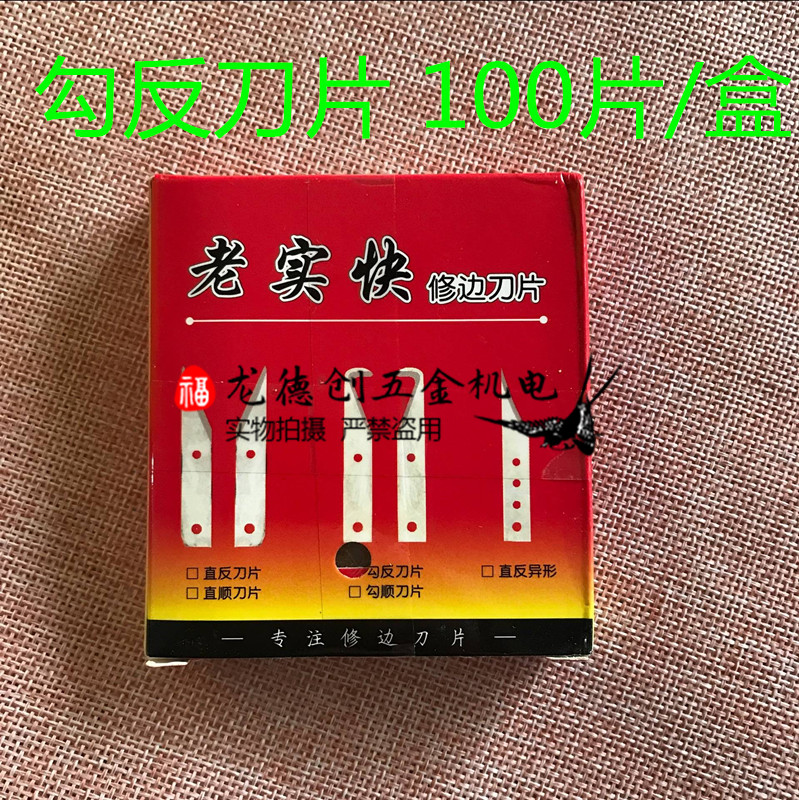 勾反刀片 100片/盒
老实快 修边刀片
福 龙德创五金机电
实物拍摄 严禁盗用
□ 直反刀片 勾反刀片 □ 直反异形
□ 直顺刀片 □ 勾顺刀片
— 专注修边刀片 —